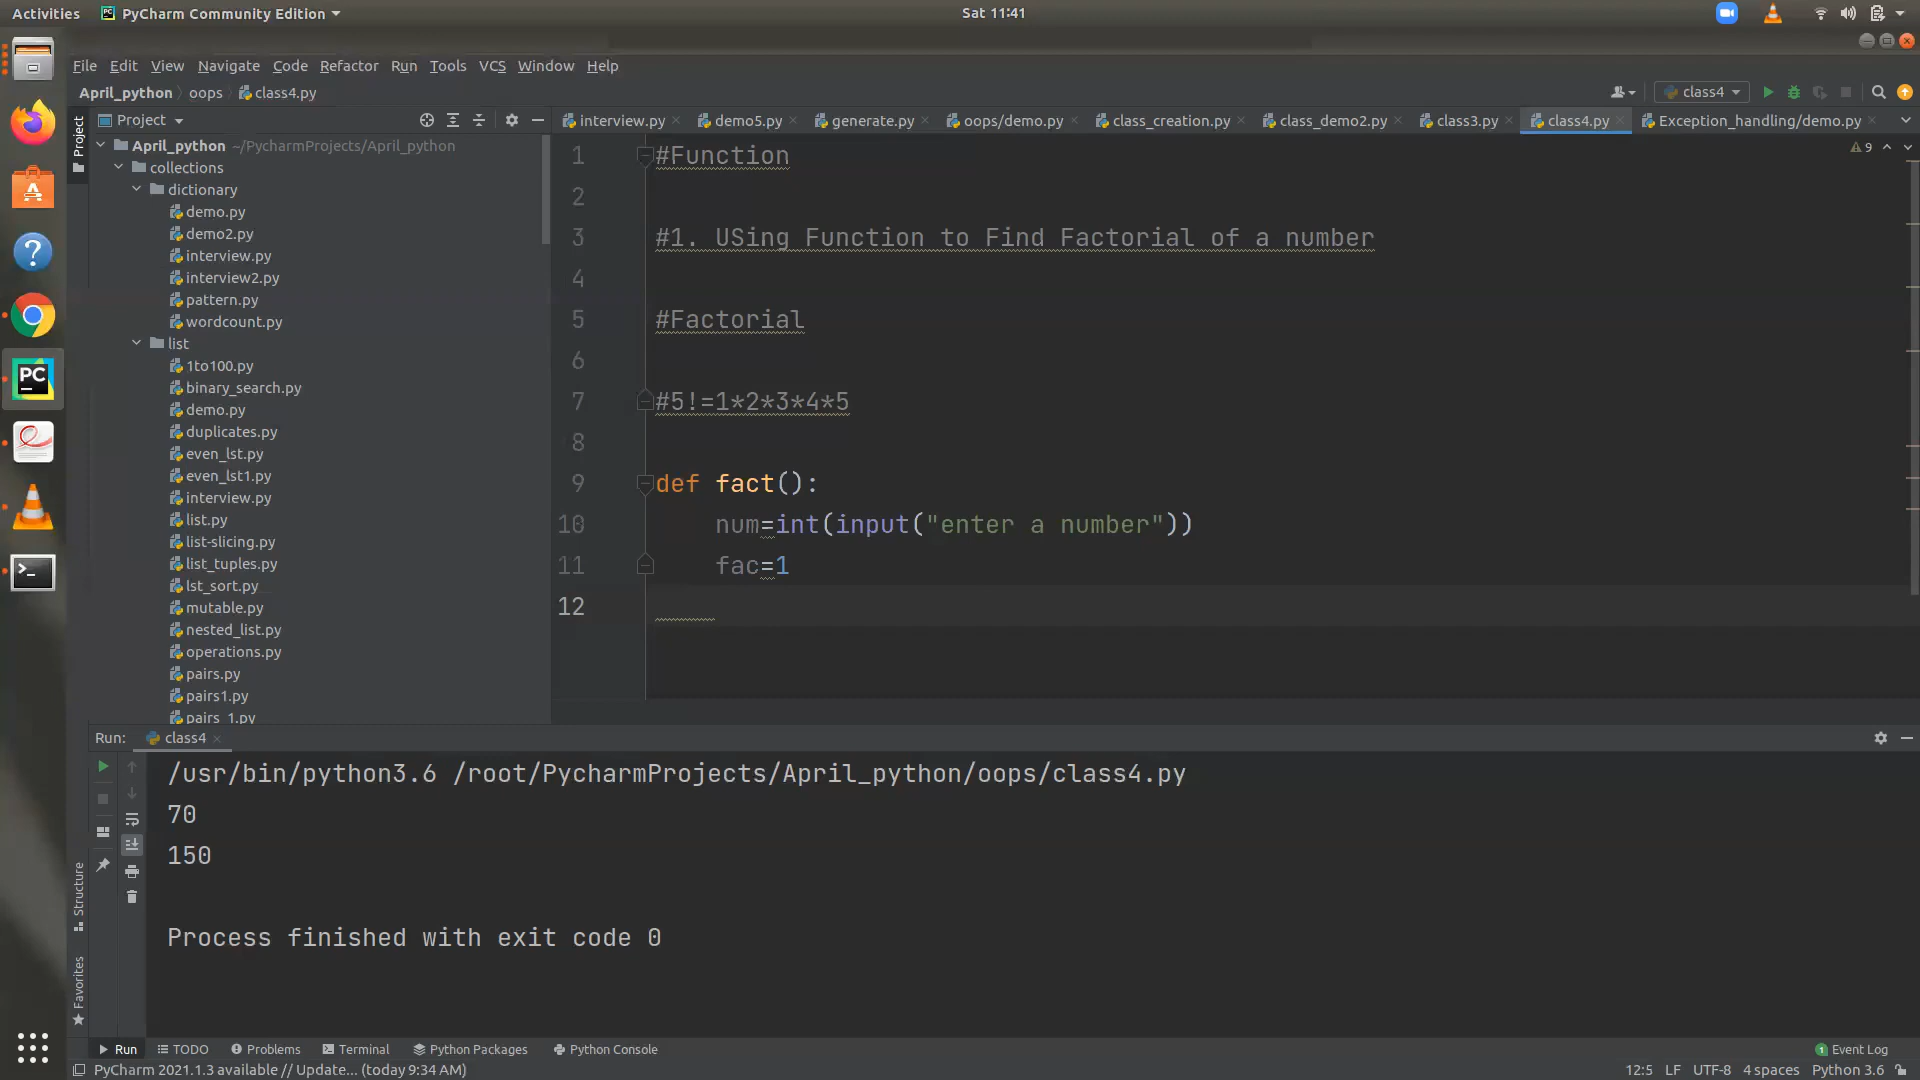 Activities PyCharm Community Edition Sat 11:41
File Edit View Navigate Code Refactor Run Tools VCS Window Help
April_python oops class4.py class4
Project interview.py demo5.py generate.py oops/demo.py class_creation.py class_demo2.py class3.py class4.py Exception_handling/demo.py
Project
April_python ~/PycharmProjects/April_python
collections
dictionary
demo.py
demo2.py
interview.py
interview2.py
pattern.py
wordcount.py
list
1to100.py
binary_search.py
demo.py
duplicates.py
even_lst.py
even_lst1.py
interview.py
list.py
list-slicing.py
list_tuples.py
lst_sort.py
mutable.py
nested_list.py
operations.py
pairs.py
pairs1.py
pairs_1.py
9
1 #Function
2
3 #1. USing Function to Find Factorial of a number
4
5 #Factorial
6
7 #5!=1*2*3*4*5
8
9 def fact():
10 num=int(input("enter a number"))
11 fac=1
12
Run: class4
/usr/bin/python3.6 /root/PycharmProjects/April_python/oops/class4.py
70
150
Process finished with exit code 0
Structure
Favorites
Run TODO Problems Terminal Python Packages Python Console 1 Event Log
PyCharm 2021.1.3 available // Update... (today 9:34 AM) 12:5 LF UTF-8 4 spaces Python 3.6